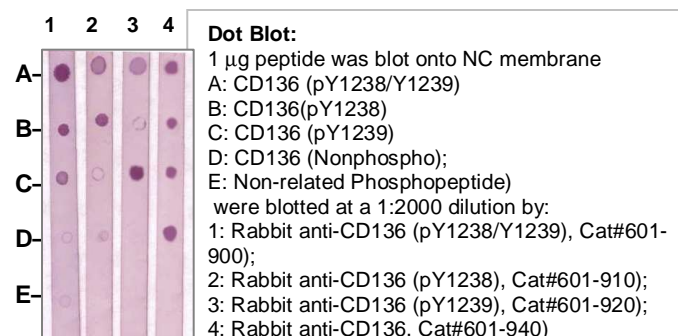 1 2 3 4
A-
B-
C-
D-
E-
Dot Blot:
1 μg peptide was blot onto NC membrane
A: CD136 (pY1238/Y1239)
B: CD136(pY1238)
C: CD136 (pY1239)
D: CD136 (Nonphospho);
E: Non-related Phosphopeptide)
were blotted at a 1:2000 dilution by:
1: Rabbit anti-CD136 (pY1238/Y1239), Cat#601-
900);
2: Rabbit anti-CD136 (pY1238), Cat#601-910);
3: Rabbit anti-CD136 (pY1239), Cat#601-920);
4: Rabbit anti-CD136, Cat#601-940)